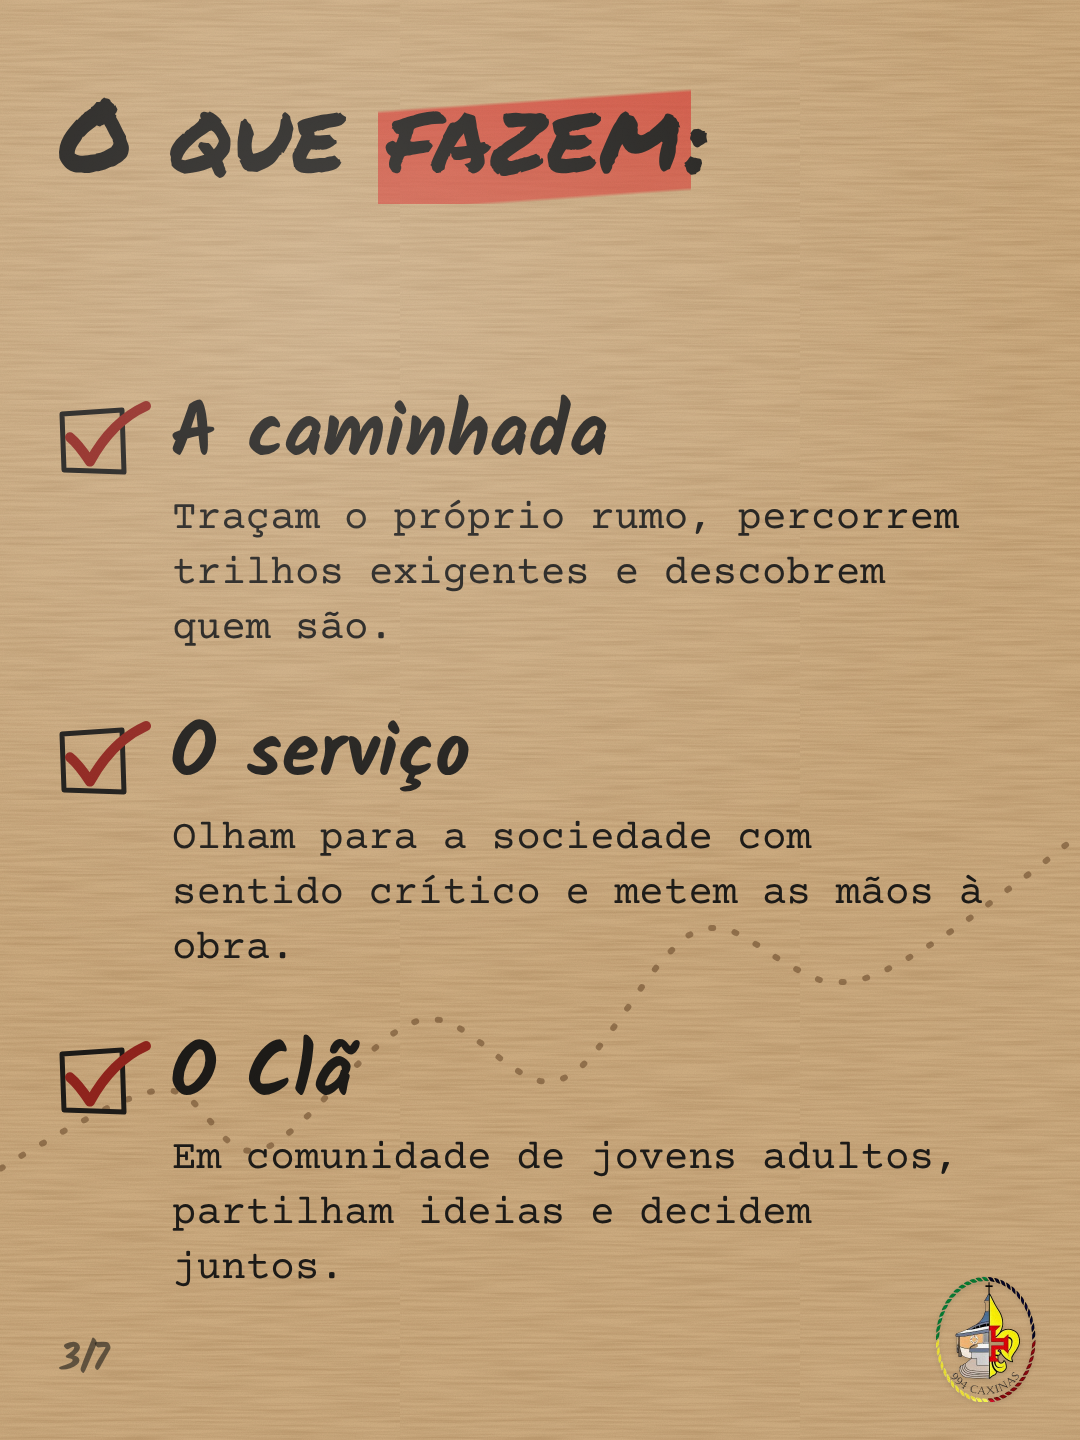 O QUE FAZEM:
A caminhada
Traçam o próprio rumo, percorrem
trilhos exigentes e descobrem
quem são.
O serviço
Olham para a sociedade com
sentido crítico e metem as mãos à
obra.
O Clã
Em comunidade de jovens adultos,
partilham ideias e decidem
juntos.
3/7
994 CAXINAS